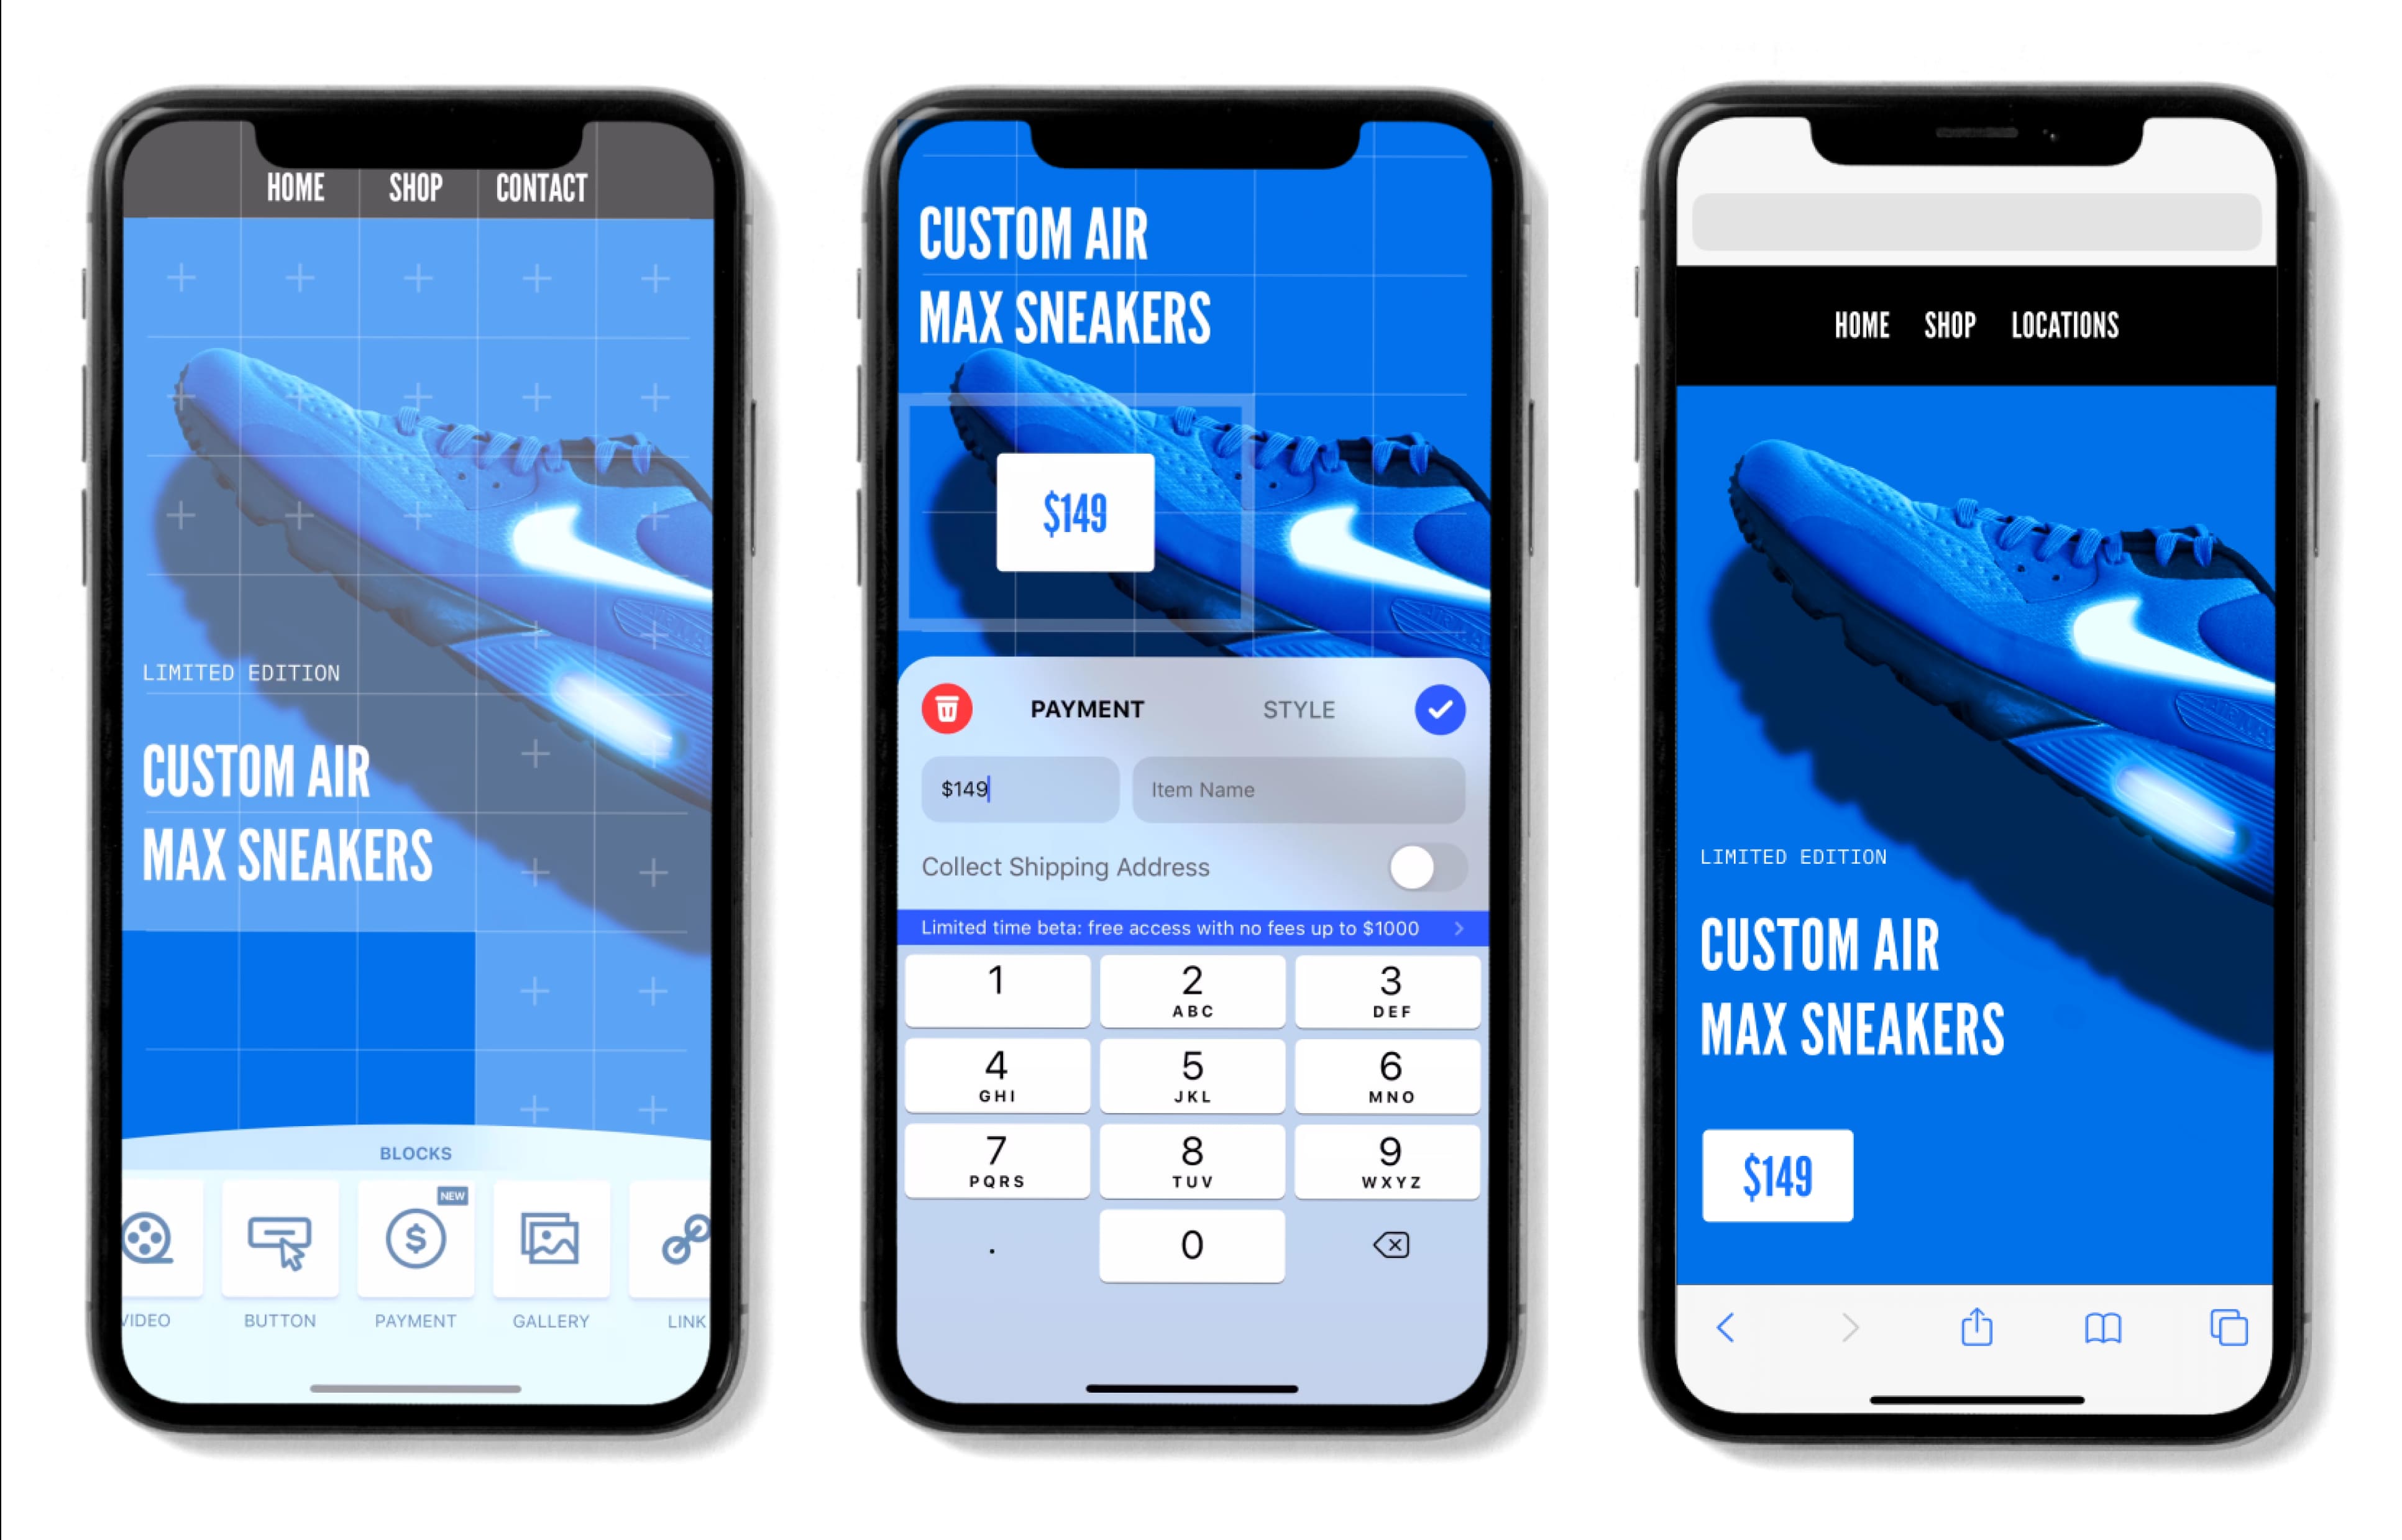 HOME SHOP CONTACT
LIMITED EDITION
CUSTOM AIR
MAX SNEAKERS
BLOCKS
NEW
VIDEO BUTTON PAYMENT GALLERY LINK
CUSTOM AIR
MAX SNEAKERS
$149
PAYMENT STYLE
$149 Item Name
Collect Shipping Address
Limited time beta: free access with no fees up to $1000
1 2 3
ABC DEF
4 5 6
GHI JKL MNO
7 8 9
PQRS TUV WXYZ
. 0
HOME SHOP LOCATIONS
LIMITED EDITION
CUSTOM AIR
MAX SNEAKERS
$149